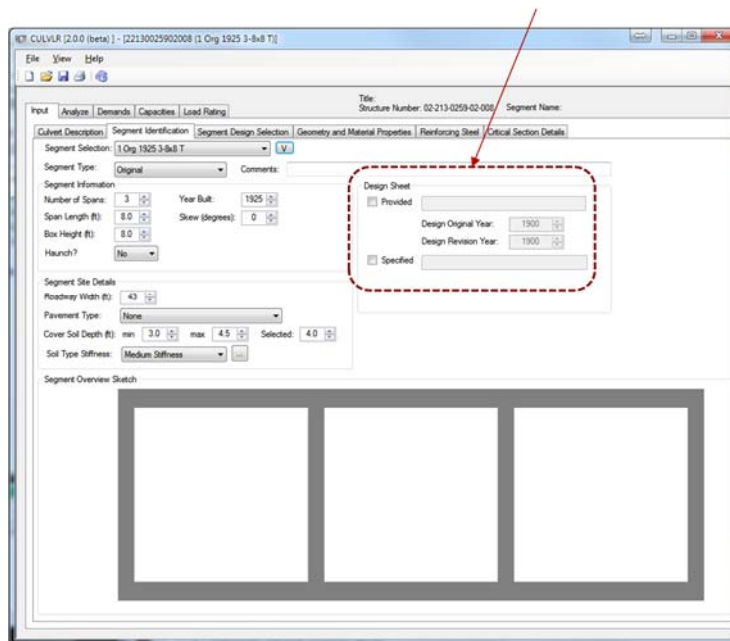 CULVLR [2.0.0 (beta) ] - [22130025902008 (1 Org 1925 3-8x8 T)]
File View Help
Title:
Structure Number: 02-213-0259-02-008 Segment Name:
Input Analyze Demands Capacities Load Rating
Culvert Description Segment Identification Segment Design Selection Geometry and Material Properties Reinforcing Steel Critical Section Details
Segment Selection: 1 Org 1925 3-8x8 T V
Segment Type: Original Comments:
Segment Information
Number of Spans: 3 Year Built: 1925
Span Length (ft): 8.0 Skew (degrees): 0
Box Height (ft): 8.0
Haunch? No
Design Sheet
Provided
Design Original Year: 1900
Design Revision Year: 1900
Specified
Segment Site Details
Roadway Width (ft): 43
Pavement Type: None
Cover Soil Depth (ft): min 3.0 max 4.5 Selected: 4.0
Soil Type Stiffness: Medium Stiffness ...
Segment Overview Sketch